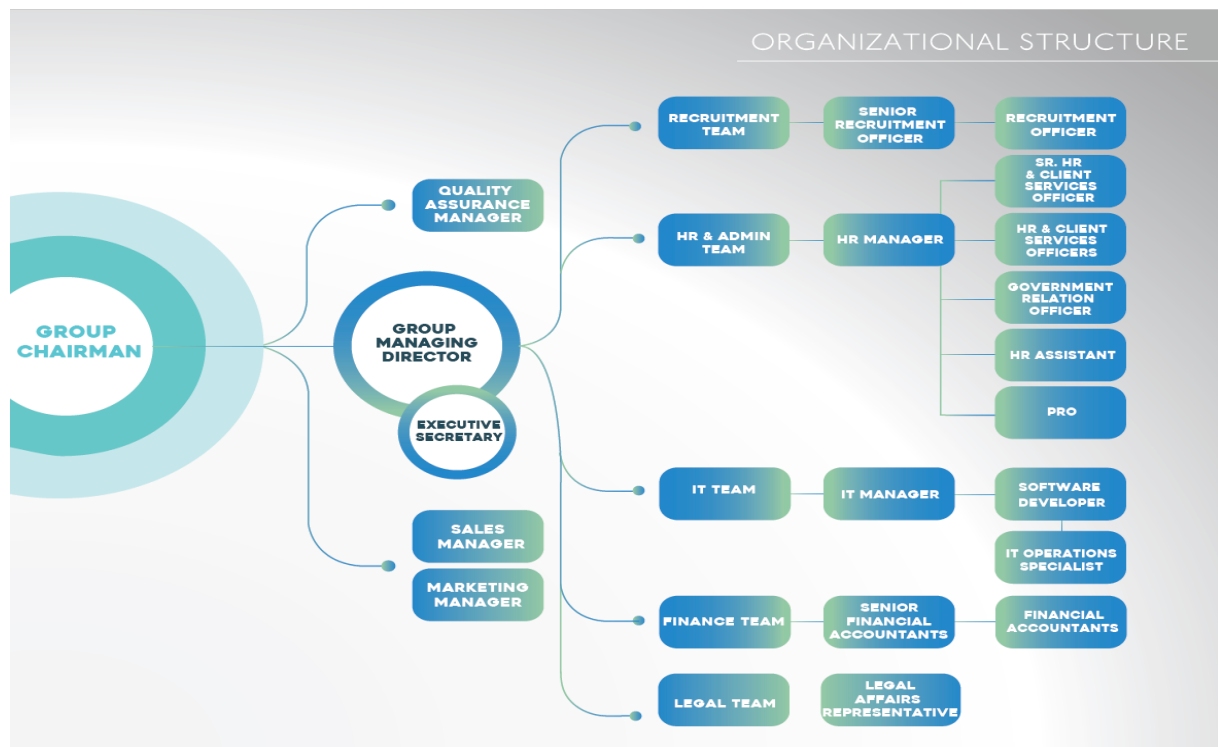 ORGANIZATIONAL STRUCTURE
GROUP
CHAIRMAN
QUALITY
ASSURANCE
MANAGER
GROUP
MANAGING
DIRECTOR
EXECUTIVE
SECRETARY
SALES
MANAGER
MARKETING
MANAGER
RECRUITMENT
TEAM
SENIOR
RECRUITMENT
OFFICER
RECRUITMENT
OFFICER
HR & ADMIN
TEAM
HR MANAGER
SR. HR
& CLIENT
SERVICES
OFFICER
HR & CLIENT
SERVICES
OFFICERS
GOVERNMENT
RELATION
OFFICER
HR ASSISTANT
PRO
IT TEAM
IT MANAGER
SOFTWARE
DEVELOPER
IT OPERATIONS
SPECIALIST
FINANCE TEAM
SENIOR
FINANCIAL
ACCOUNTANTS
FINANCIAL
ACCOUNTANTS
LEGAL TEAM
LEGAL
AFFAIRS
REPRESENTATIVE